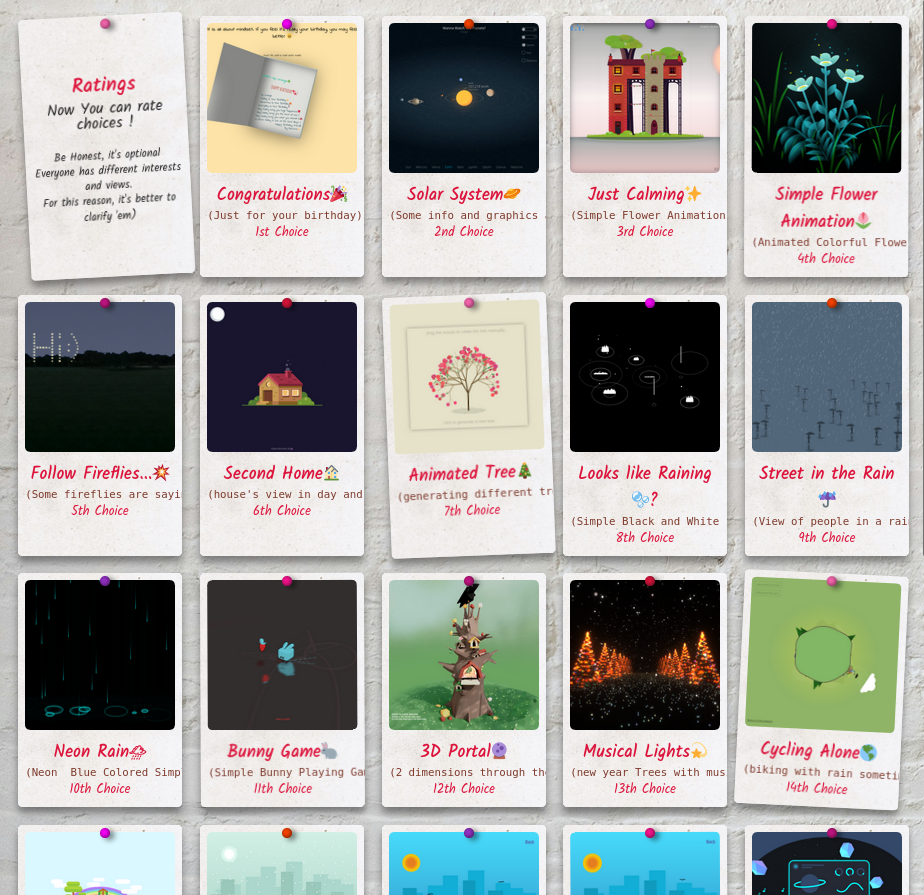 Ratings
Now You can rate
choices !
Be Honest, it's optional
Everyone has different interests
and views.
For this reason, it's better to
clarify 'em)
Congratulations🎉
(Just for your birthday)
1st Choice
Solar System🪐
(Some info and graphics
2nd Choice
Just Calming✨
(Simple Flower Animation
3rd Choice
Simple Flower
Animation🌷
(Animated Colorful Flowe
4th Choice
Hi:)
Follow Fireflies...💥
(Some fireflies are sayi
5th Choice
Second Home🏠
(house's view in day and
6th Choice
Animated Tree🌲
(generating different tr
7th Choice
Looks like Raining
🫧?
(Simple Black and White
8th Choice
Street in the Rain
☔
(View of people in a rai
9th Choice
Neon Rain🌧
(Neon  Blue Colored Simp
10th Choice
Bunny Game🐇
(Simple Bunny Playing Ga
11th Choice
3D Portal🔮
(2 dimensions through th
12th Choice
Musical Lights💫
(new year Trees with mus
13th Choice
Cycling Alone🌎
(biking with rain someti
14th Choice
Back
Back